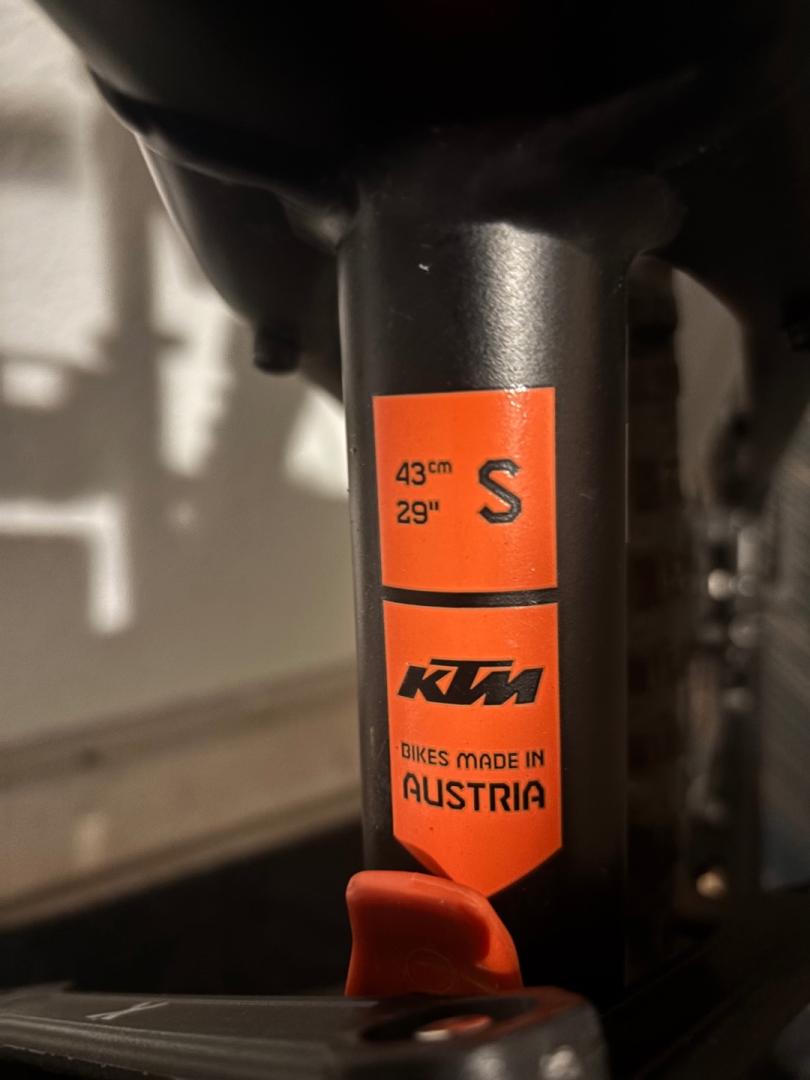 43cm S
29"
KTM
BIKES MADE IN
AUSTRIA